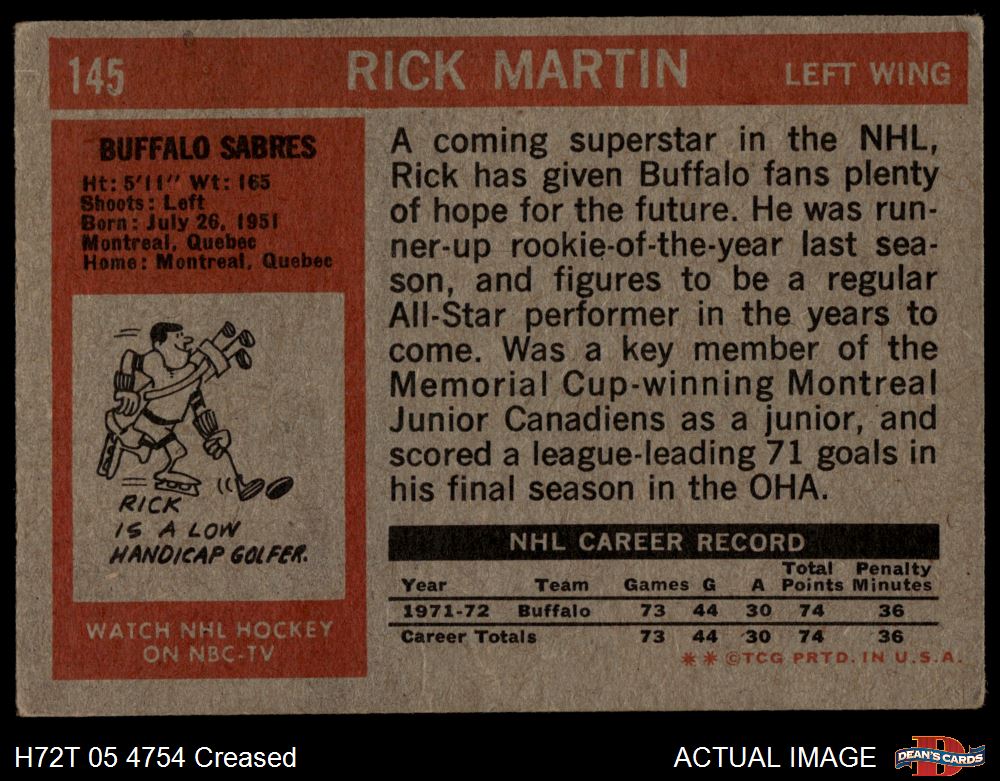 145
RICK MARTIN
LEFT WING
BUFFALO SABRES
Ht: 5'11" Wt: 165
Shoots: Left
Born: July 26, 1951
Montreal, Quebec
Home: Montreal, Quebec
RICK
IS A LOW
HANDICAP GOLFER.
WATCH NHL HOCKEY
ON NBC-TV
A coming superstar in the NHL,
Rick has given Buffalo fans plenty
of hope for the future. He was run-
ner-up rookie-of-the-year last sea-
son, and figures to be a regular
All-Star performer in the years to
come. Was a key member of the
Memorial Cup-winning Montreal
Junior Canadiens as a junior, and
scored a league-leading 71 goals in
his final season in the OHA.
NHL CAREER RECORD
Year Team Games G A Total Points Penalty Minutes
1971-72 Buffalo 73 44 30 74 36
Career Totals 73 44 30 74 36
** ©TCG PRTD. IN U.S.A.
H72T 05 4754 Creased
ACTUAL IMAGE
D
DEAN'S CARDS